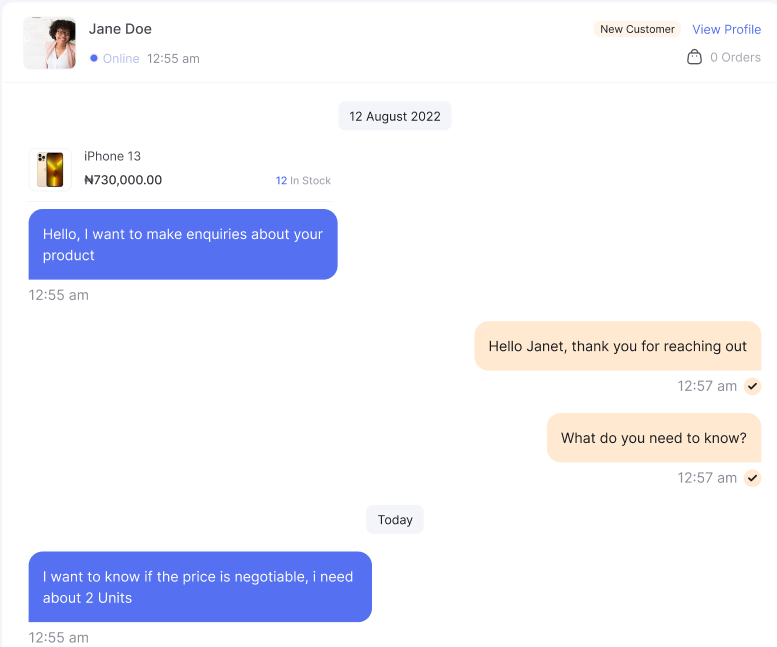 Jane Doe
New Customer
View Profile
Online
12:55 am
0 Orders
12 August 2022
iPhone 13
₦730,000.00
12 In Stock
Hello, I want to make enquiries about your
product
12:55 am
Hello Janet, thank you for reaching out
12:57 am
What do you need to know?
12:57 am
Today
I want to know if the price is negotiable, i need
about 2 Units
12:55 am